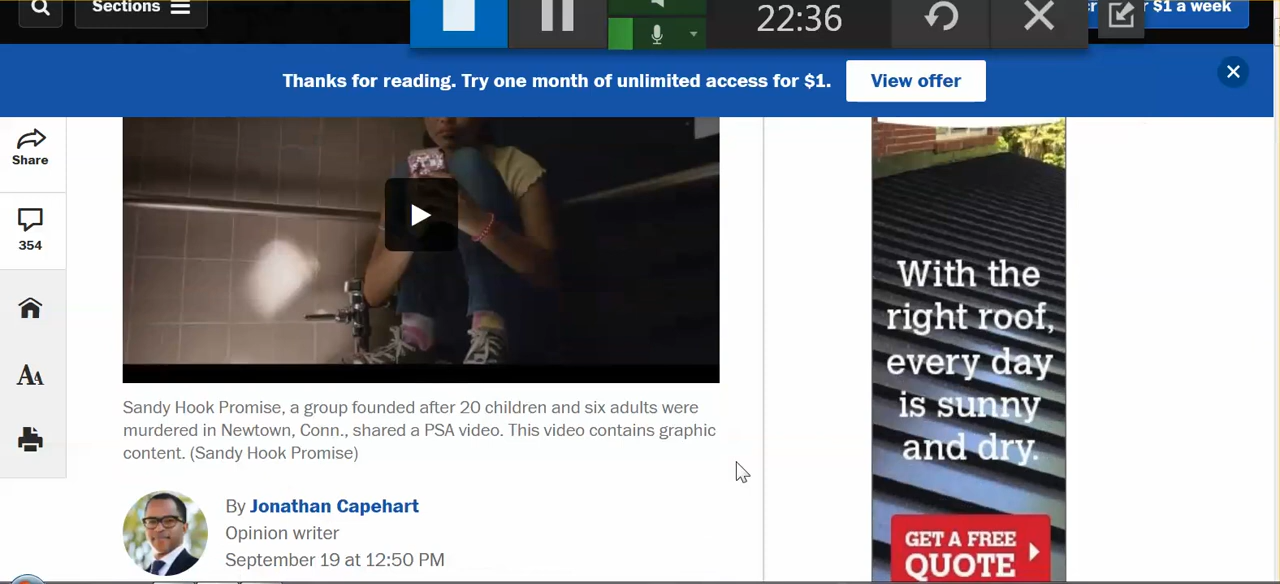 Sections
22:36
$1 a week
Thanks for reading. Try one month of unlimited access for $1.
View offer
Share
354
AA
Sandy Hook Promise, a group founded after 20 children and six adults were
murdered in Newtown, Conn., shared a PSA video. This video contains graphic
content. (Sandy Hook Promise)
By Jonathan Capehart
Opinion writer
September 19 at 12:50 PM
With the
right roof,
every day
is sunny
and dry.
GET A FREE
QUOTE